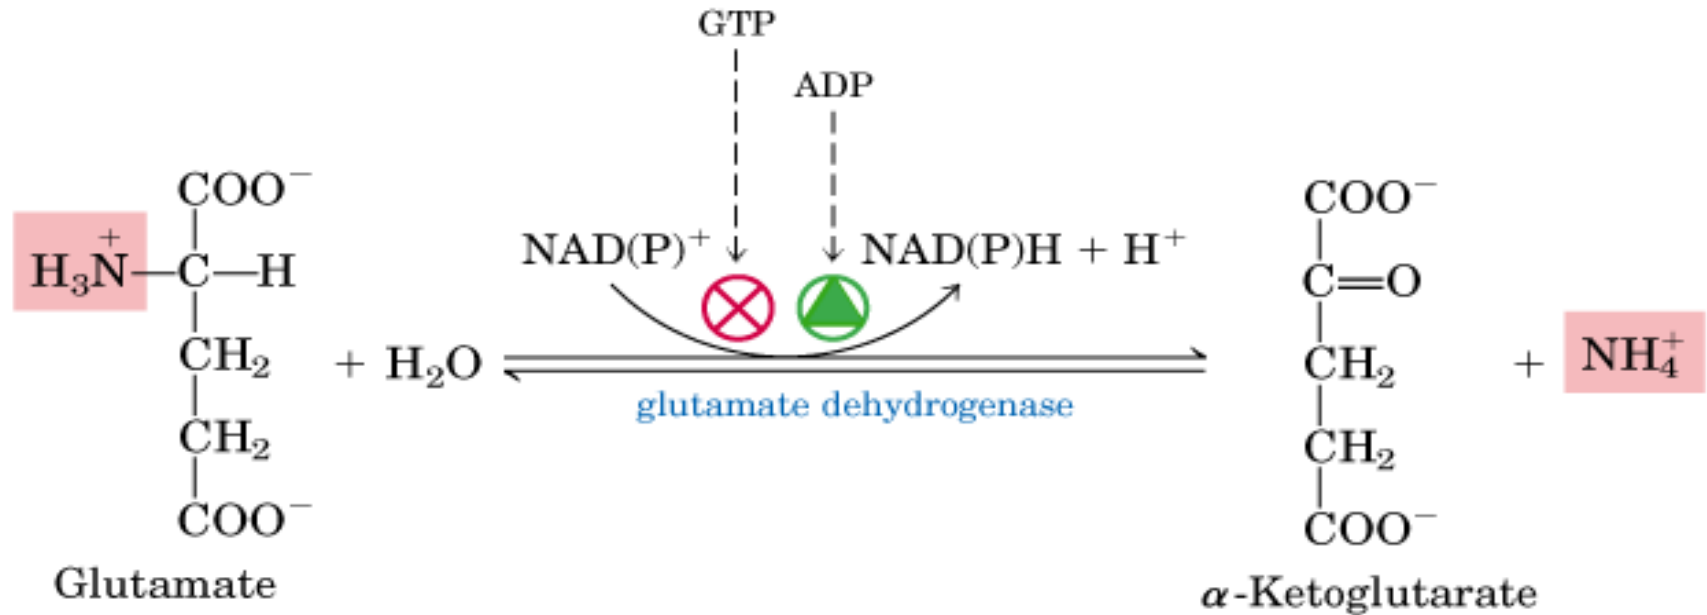 GTP
ADP
COO⁻
H₃N⁺—C—H
CH₂
CH₂
COO⁻
Glutamate
+ H₂O
NAD(P)⁺
NAD(P)H + H⁺
glutamate dehydrogenase
COO⁻
C=O
CH₂
CH₂
COO⁻
α-Ketoglutarate
+ NH₄⁺